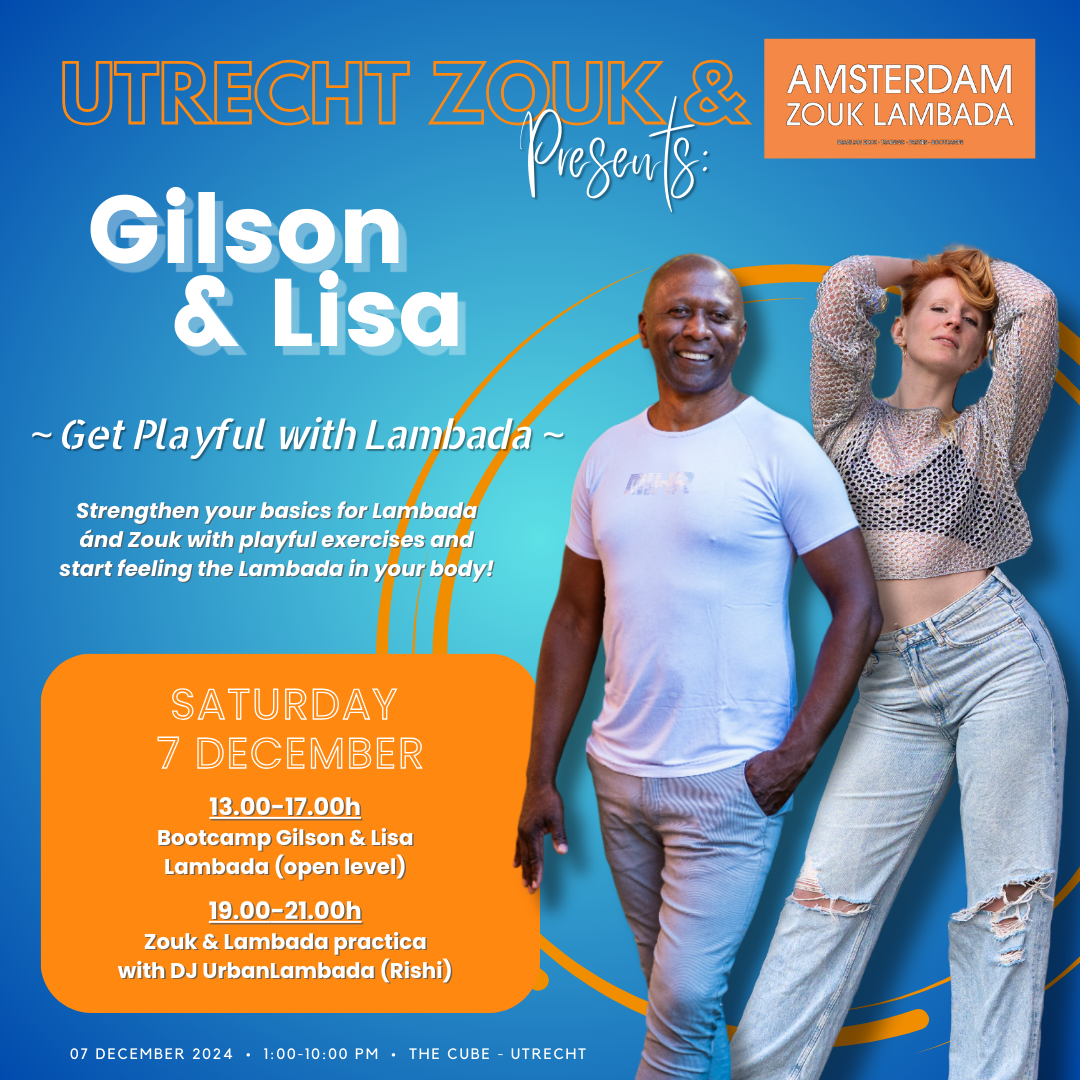 UTRECHT ZOUK &
AMSTERDAM
ZOUK LAMBADA
Presents:
Gilson
& Lisa
~ Get Playful with Lambada ~
Strengthen your basics for Lambada
ánd Zouk with playful exercises and
start feeling the Lambada in your body!
SATURDAY
7 DECEMBER
13.00-17.00h
Bootcamp Gilson & Lisa
Lambada (open level)
19.00-21.00h
Zouk & Lambada practica
with DJ UrbanLambada (Rishi)
07 DECEMBER 2024 • 1:00-10:00 PM • THE CUBE - UTRECHT